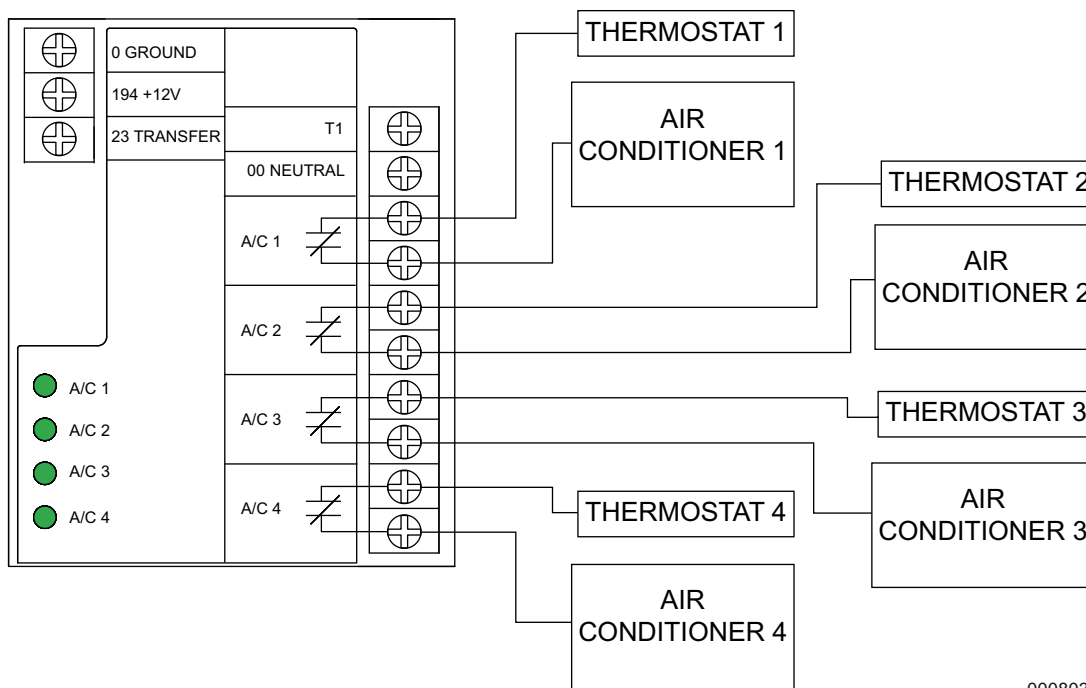 0 GROUND
194 +12V
23 TRANSFER
T1
00 NEUTRAL
A/C 1
A/C 2
A/C 3
A/C 4
A/C 1
A/C 2
A/C 3
A/C 4
THERMOSTAT 1
AIR
CONDITIONER 1
THERMOSTAT 2
AIR
CONDITIONER 2
THERMOSTAT 3
AIR
CONDITIONER 3
THERMOSTAT 4
AIR
CONDITIONER 4